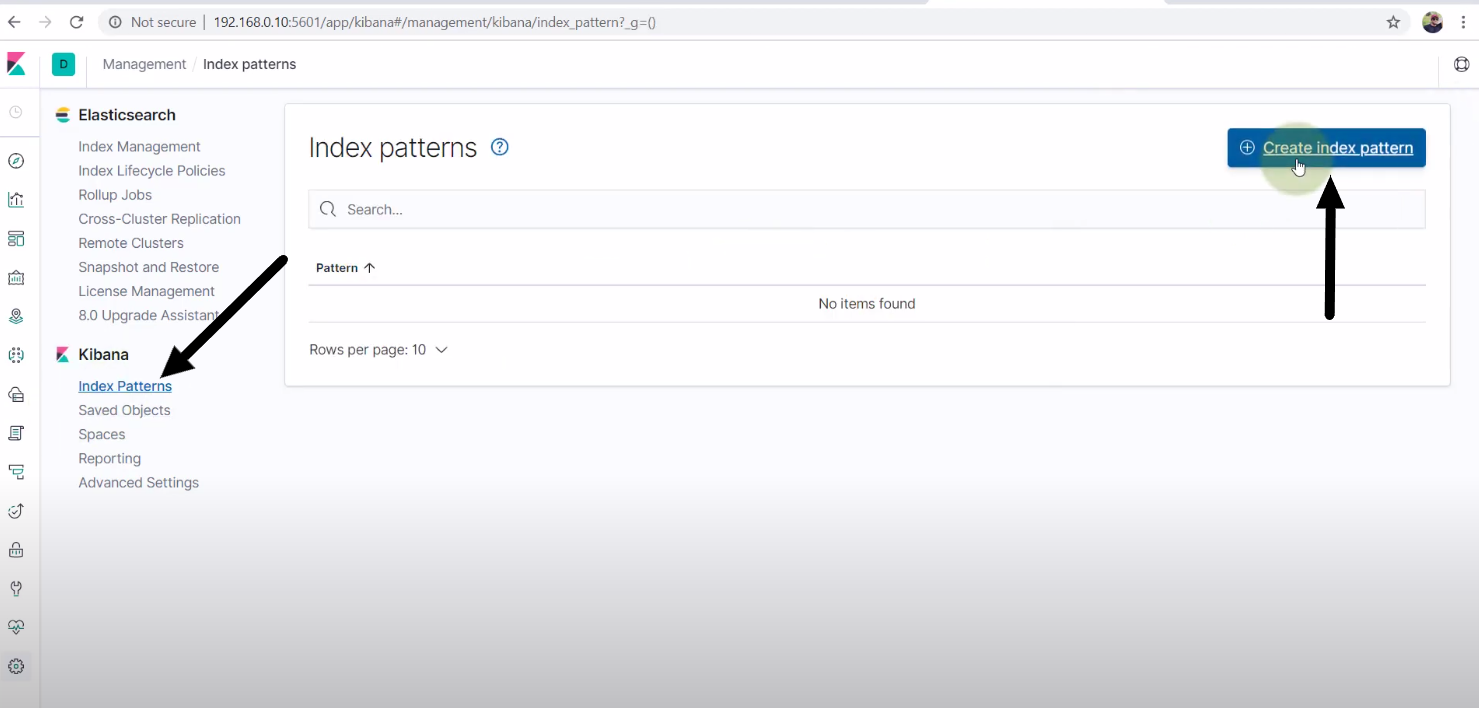 Not secure | 192.168.0.10:5601/app/kibana#/management/kibana/index_pattern?_g=()
D Management / Index patterns
Elasticsearch
Index Management
Index Lifecycle Policies
Rollup Jobs
Cross-Cluster Replication
Remote Clusters
Snapshot and Restore
License Management
8.0 Upgrade Assistant
Kibana
Index Patterns
Saved Objects
Spaces
Reporting
Advanced Settings
Index patterns ?
Create index pattern
Search...
Pattern
No items found
Rows per page: 10